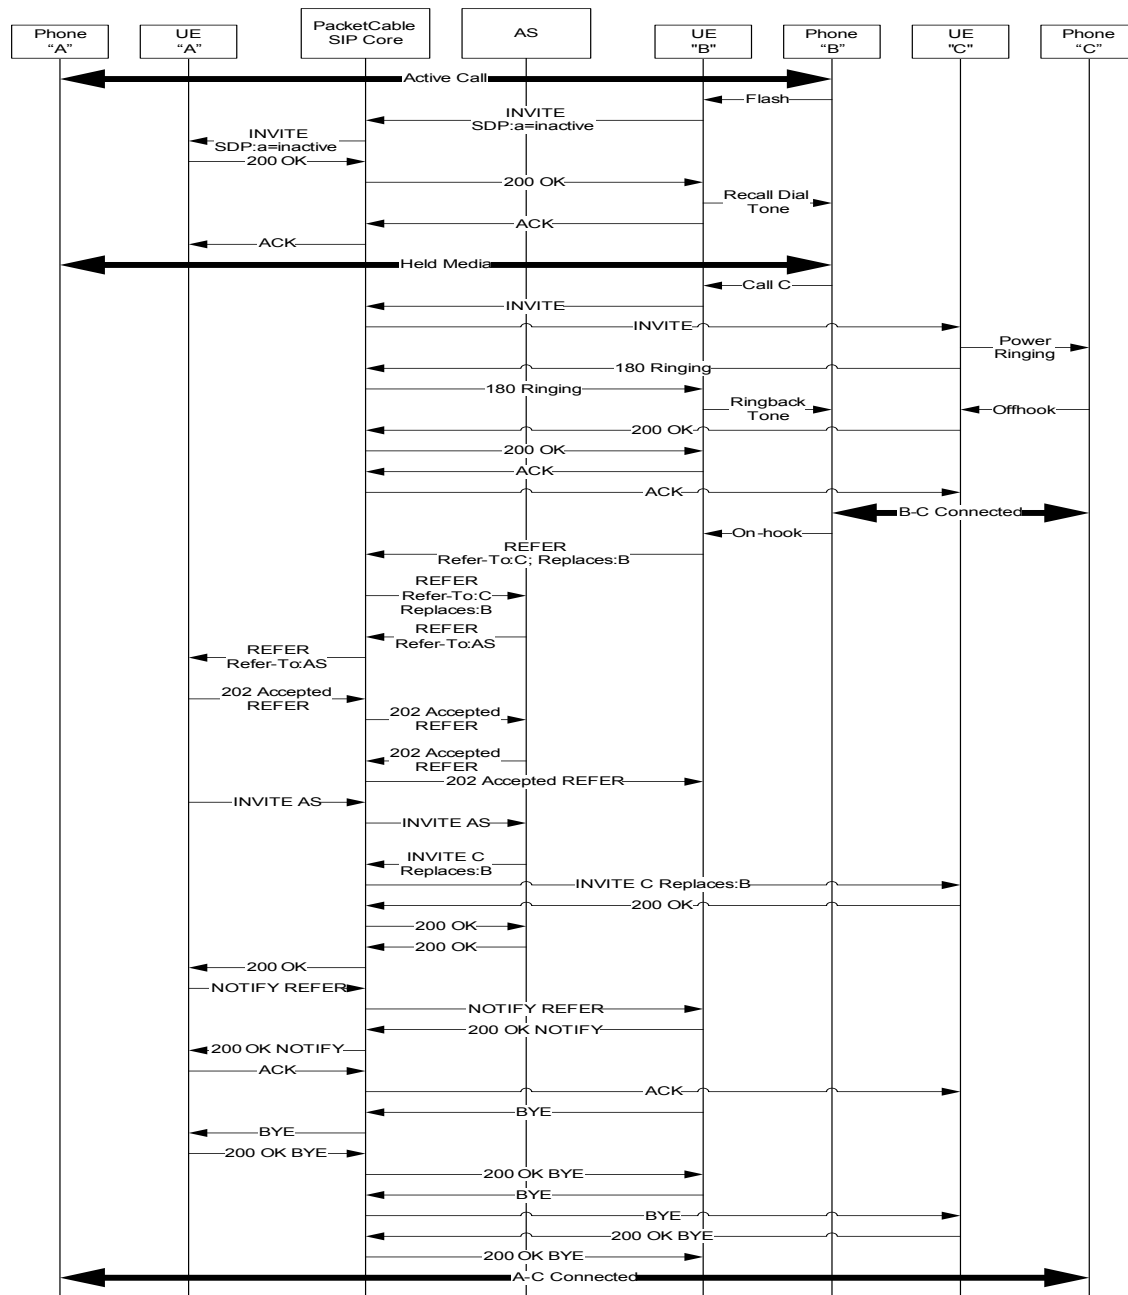 Phone
“A”
UE
“A”
PacketCable
SIP Core
AS
UE
"B"
Phone
“B”
UE
"C"
Phone
“C”
Active Call
Flash
INVITE
SDP:a=inactive
INVITE
SDP:a=inactive
200 OK
200 OK
Recall Dial
Tone
ACK
ACK
Held Media
Call C
INVITE
INVITE
Power
Ringing
180 Ringing
180 Ringing
Ringback
Tone
Offhook
200 OK
200 OK
ACK
ACK
B-C Connected
On-hook
REFER
Refer-To:C; Replaces:B
REFER
Refer-To:C
Replaces:B
REFER
Refer-To:AS
REFER
Refer-To:AS
202 Accepted
REFER
202 Accepted
REFER
202 Accepted
REFER
202 Accepted REFER
INVITE AS
INVITE AS
INVITE C
Replaces:B
INVITE C Replaces:B
200 OK
200 OK
200 OK
200 OK
NOTIFY REFER
NOTIFY REFER
200 OK NOTIFY
200 OK NOTIFY
ACK
ACK
BYE
BYE
200 OK BYE
200 OK BYE
BYE
BYE
200 OK BYE
200 OK BYE
A-C Connected